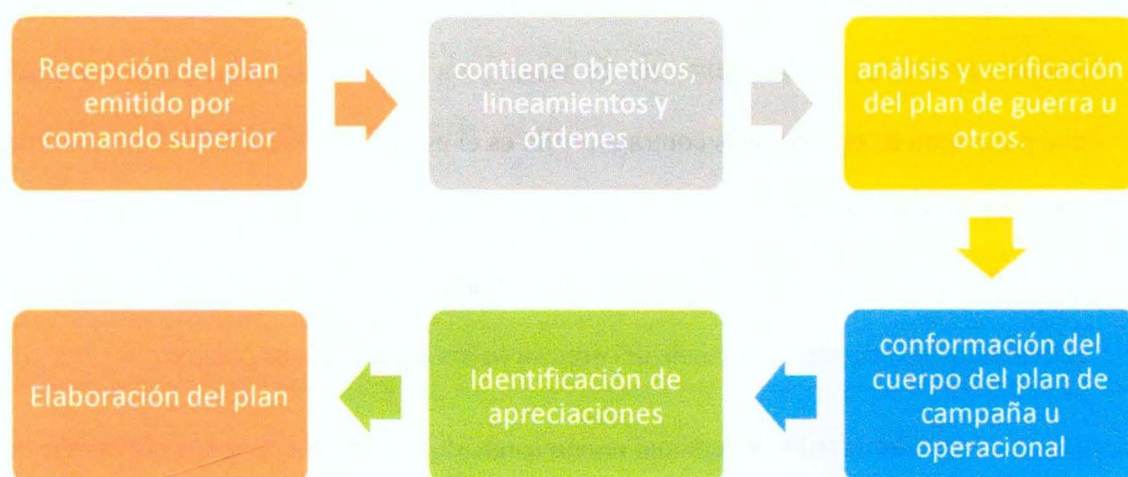 Recepción del plan
emitido por
comando superior
contiene objetivos,
lineamientos y
órdenes
análisis y verificación
del plan de guerra u
otros.
conformación del
cuerpo del plan de
campaña u
operacional
Identificación de
apreciaciones
Elaboración del plan